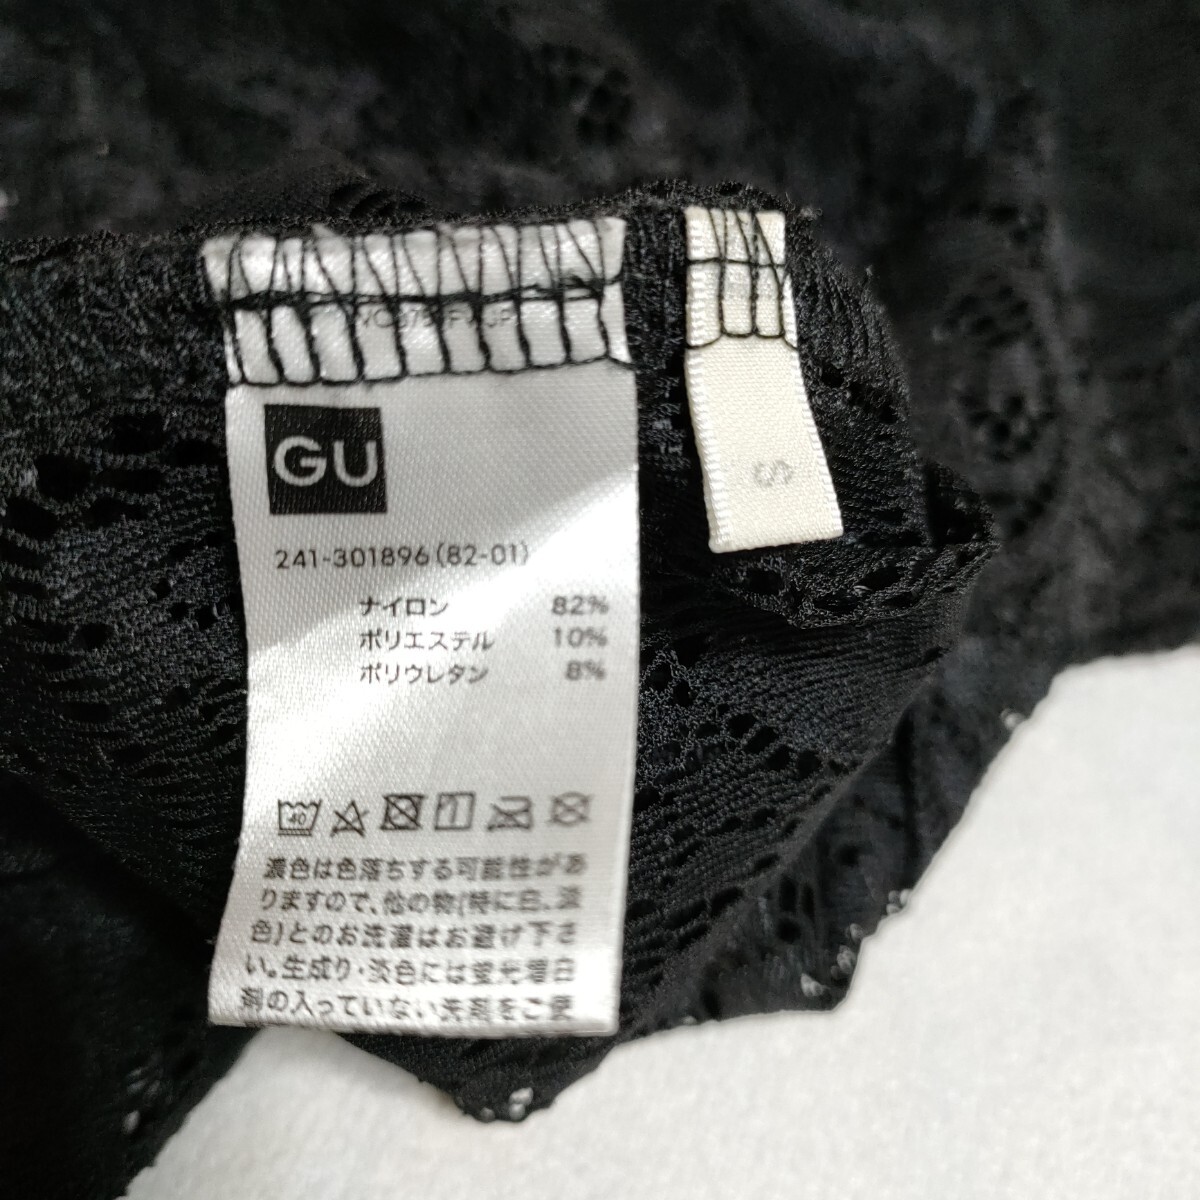 GU
241-301896(82-01)
ナイロン 82%
ポリエステル 10%
ポリウレタン 8%
40
濃色は色落ちする可能性があ
りますので、他の物(特に白、淡
色)とのお洗濯はお避け下さ
い。生成り・淡色には蛍光増白
剤の入っていない洗剤をご使
S